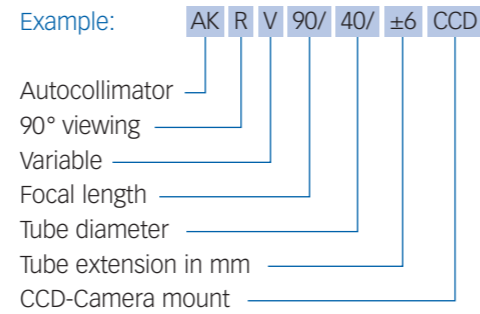 Example: AK R V 90/ 40/ ±6 CCD
Autocollimator
90° viewing
Variable
Focal length
Tube diameter
Tube extension in mm
CCD-Camera mount